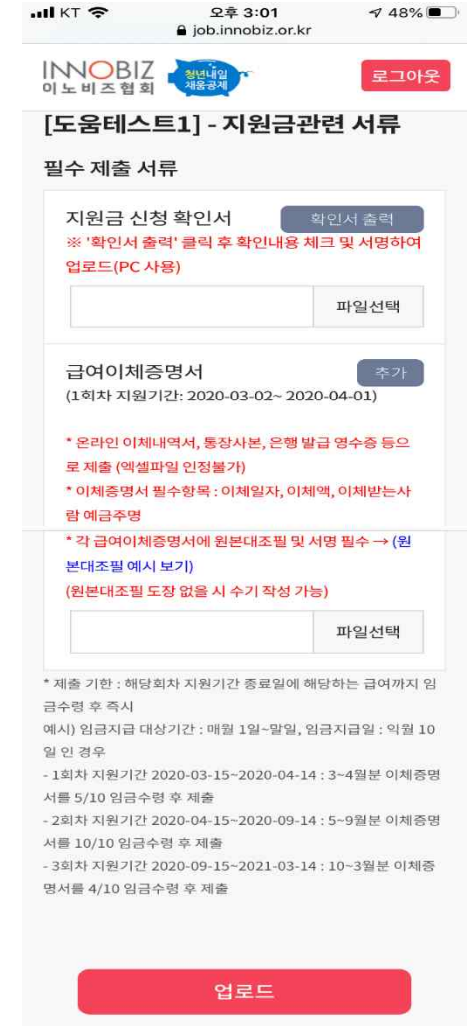 KT 오후 3:01 48%
job.innobiz.or.kr
INNOBIZ 청년내일
이노비즈협회 채움공제 로그아웃
[도움테스트1] - 지원금관련 서류
필수 제출 서류
지원금 신청 확인서 확인서 출력
※ '확인서 출력' 클릭 후 확인내용 체크 및 서명하여
업로드(PC 사용)
파일선택
급여이체증명서 추가
(1회차 지원기간: 2020-03-02~ 2020-04-01)
* 온라인 이체내역서, 통장사본, 은행 발급 영수증 등으
로 제출 (엑셀파일 인정불가)
* 이체증명서 필수항목 : 이체일자, 이체액, 이체받는사
람 예금주명
* 각 급여이체증명서에 원본대조필 및 서명 필수 → (원
본대조필 예시 보기)
(원본대조필 도장 없을 시 수기 작성 가능)
파일선택
* 제출 기한 : 해당회차 지원기간 종료일에 해당하는 급여까지 임
금수령 후 즉시
예시) 임금지급 대상기간 : 매월 1일~말일, 임금지급일 : 익월 10
일 인 경우
- 1회차 지원기간 2020-03-15~2020-04-14 : 3~4월분 이체증명
서를 5/10 임금수령 후 제출
- 2회차 지원기간 2020-04-15~2020-09-14 : 5~9월분 이체증명
서를 10/10 임금수령 후 제출
- 3회차 지원기간 2020-09-15~2021-03-14 : 10~3월분 이체증
명서를 4/10 임금수령 후 제출
업로드